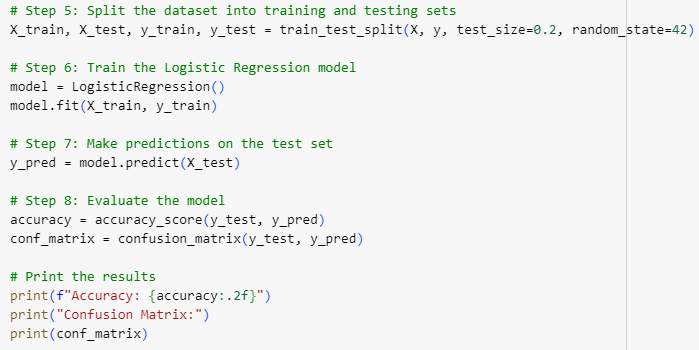 # Step 5: Split the dataset into training and testing sets
X_train, X_test, y_train, y_test = train_test_split(X, y, test_size=0.2, random_state=42)
# Step 6: Train the Logistic Regression model
model = LogisticRegression()
model.fit(X_train, y_train)
# Step 7: Make predictions on the test set
y_pred = model.predict(X_test)
# Step 8: Evaluate the model
accuracy = accuracy_score(y_test, y_pred)
conf_matrix = confusion_matrix(y_test, y_pred)
# Print the results
print(f"Accuracy: {accuracy:.2f}")
print("Confusion Matrix:")
print(conf_matrix)